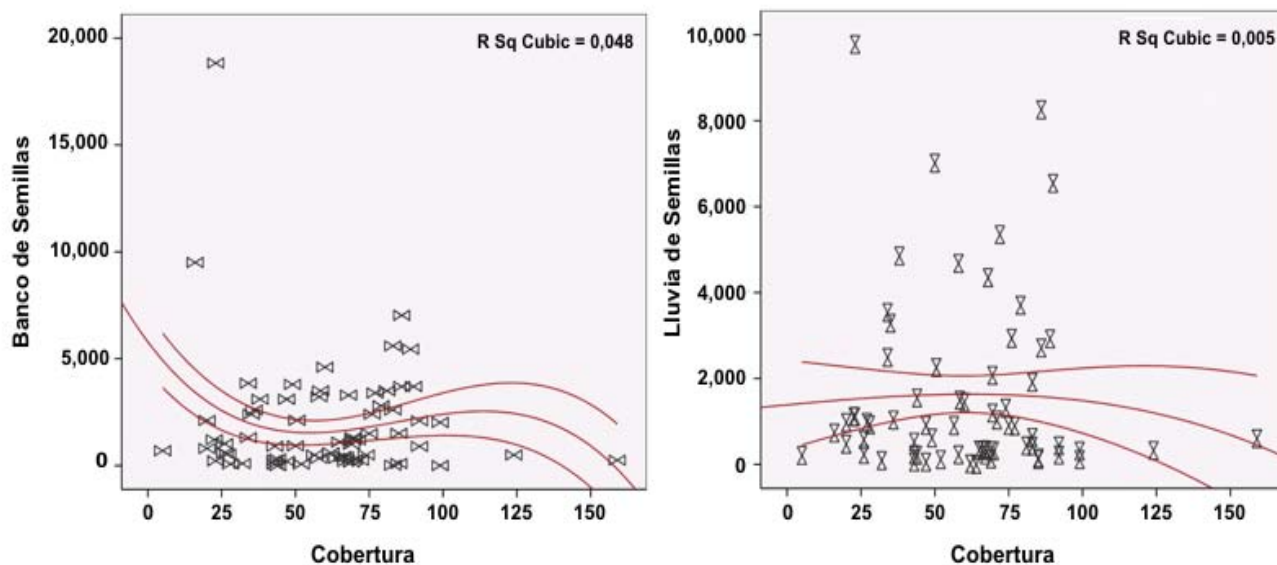 R Sq Cubic = 0,048
Banco de Semillas
20,000
15,000
10,000
5,000
0
0 25 50 75 100 125 150
Cobertura
R Sq Cubic = 0,005
Lluvia de Semillas
10,000
8,000
6,000
4,000
2,000
0
0 25 50 75 100 125 150
Cobertura